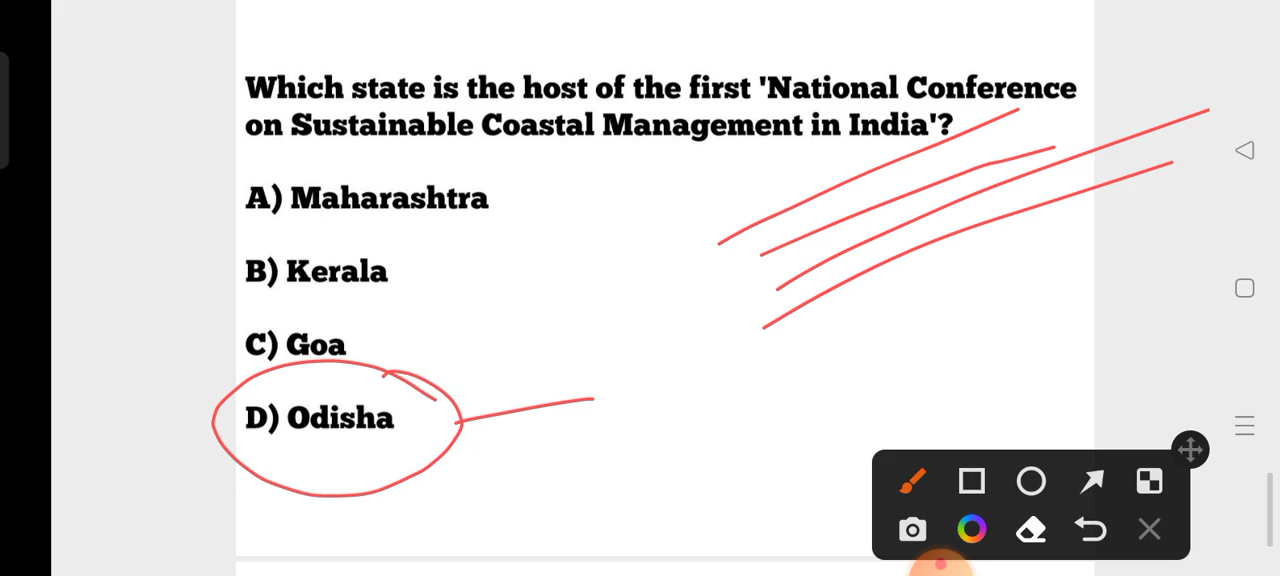 Which state is the host of the first 'National Conference
on Sustainable Coastal Management in India'?
A) Maharashtra
B) Kerala
C) Goa
D) Odisha